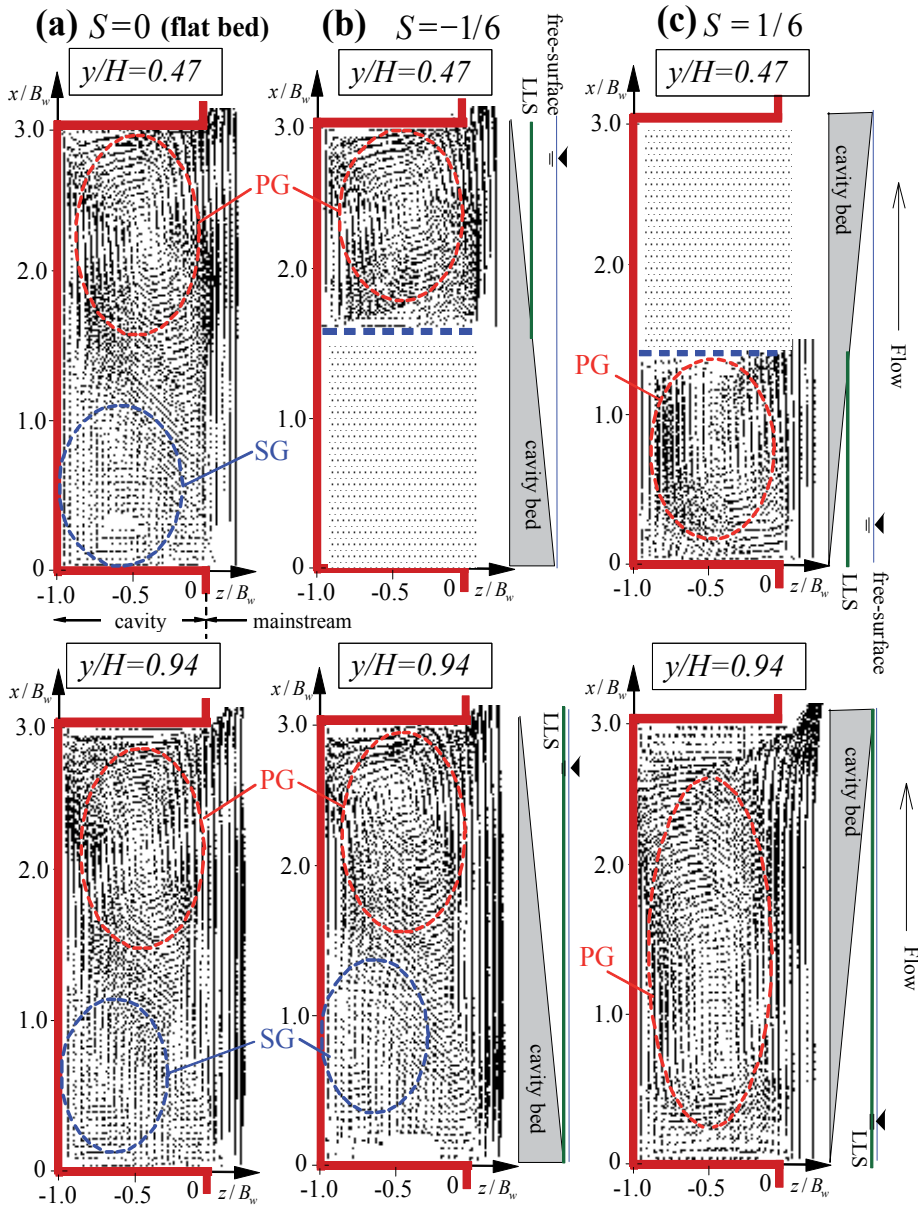 (a) S=0 (flat bed)
(b) S=−1/6
(c) S = 1/6
y/H=0.47
x/B_w
3.0
2.0
1.0
0
-1.0
-0.5
0
z/B_w
cavity
mainstream
PG
SG
y/H=0.47
x/B_w
3.0
2.0
1.0
0
-1.0
-0.5
0
z/B_w
cavity bed
LLS
free-surface
y/H=0.47
x/B_w
3.0
2.0
1.0
0
-1.0
-0.5
0
z/B_w
PG
cavity bed
LLS
free-surface
Flow
y/H=0.94
x/B_w
3.0
2.0
1.0
0
-1.0
-0.5
0
z/B_w
PG
SG
y/H=0.94
x/B_w
3.0
2.0
1.0
0
-1.0
-0.5
0
z/B_w
cavity bed
LLS
y/H=0.94
x/B_w
3.0
2.0
1.0
0
-1.0
-0.5
0
z/B_w
PG
cavity bed
LLS
Flow